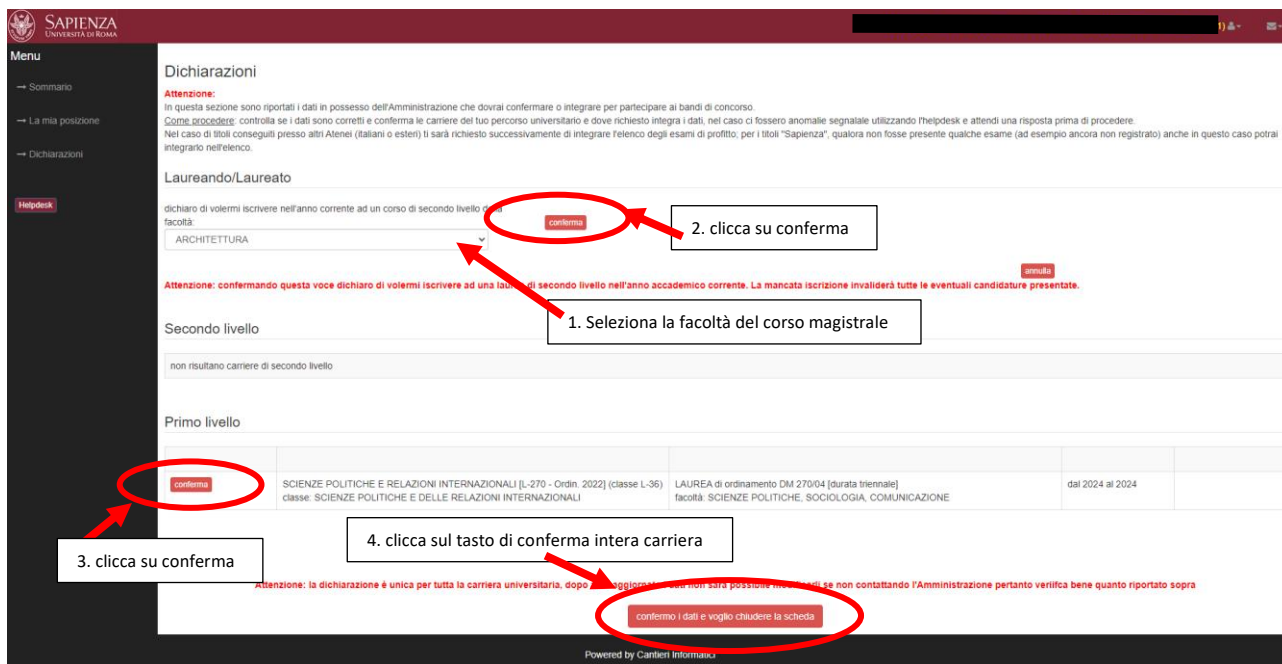 SAPIENZA
UNIVERSITÀ DI ROMA
1)
Menu
→ Sommario
→ La mia posizione
→ Dichiarazioni
Helpdesk
Dichiarazioni
Attenzione:
In questa sezione sono riportati i dati in possesso dell'Amministrazione che dovrai confermare o integrare per partecipare ai bandi di concorso.
Come procedere: controlla se i dati sono corretti e conferma le carriere del tuo percorso universitario e dove richiesto integra i dati, nel caso ci fossero anomalie segnalale utilizzando l'helpdesk e attendi una risposta prima di procedere.
Nel caso di titoli conseguiti presso altri Atenei (italiani o esteri) ti sarà richiesto successivamente di integrare l'elenco degli esami di profitto; per i titoli "Sapienza", qualora non fosse presente qualche esame (ad esempio ancora non registrato) anche in questo caso potrai
integrarlo nell'elenco.
Laureando/Laureato
dichiaro di volermi iscrivere nell'anno corrente ad un corso di secondo livello
facoltà:
ARCHITETTURA
conferma
2. clicca su conferma
annulla
Attenzione: confermando questa voce dichiaro di volermi iscrivere ad una di secondo livello nell'anno accademico corrente. La mancata iscrizione invaliderà tutte le eventuali candidature presentate.
1. Seleziona la facoltà del corso magistrale
Secondo livello
non risultano carriere di secondo livello
Primo livello
conferma
SCIENZE POLITICHE E RELAZIONI INTERNAZIONALI [L-270 - Ordin. 2022] (classe L-36)
classe: SCIENZE POLITICHE E DELLE RELAZIONI INTERNAZIONALI
LAUREA di ordinamento DM 270/04 [durata triennale]
facoltà: SCIENZE POLITICHE, SOCIOLOGIA, COMUNICAZIONE
dal 2024 al 2024
3. clicca su conferma
4. clicca sul tasto di conferma intera carriera
Attenzione: la dichiarazione è unica per tutta la carriera universitaria, dopo non sarà possibile se non contattando l'Amministrazione pertanto veriifca bene quanto riportato sopra
confermo i dati e voglio chiudere la scheda
Powered by Cantieri Informatici